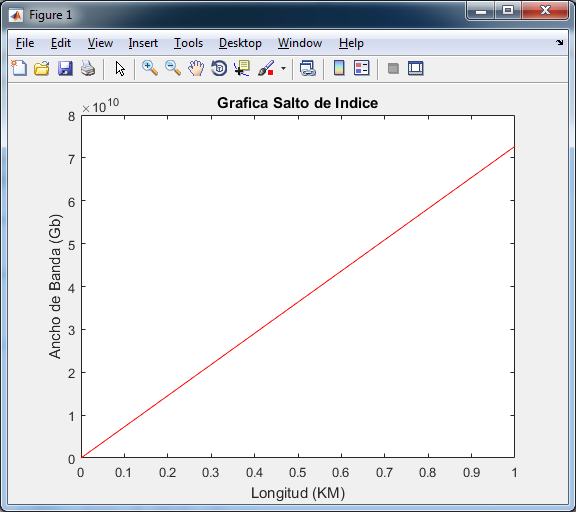 Figure 1
File Edit View Insert Tools Desktop Window Help
×10^10
Grafica Salto de Indice
8
7
6
5
4
3
2
1
0
Ancho de Banda (Gb)
0 0.1 0.2 0.3 0.4 0.5 0.6 0.7 0.8 0.9 1
Longitud (KM)